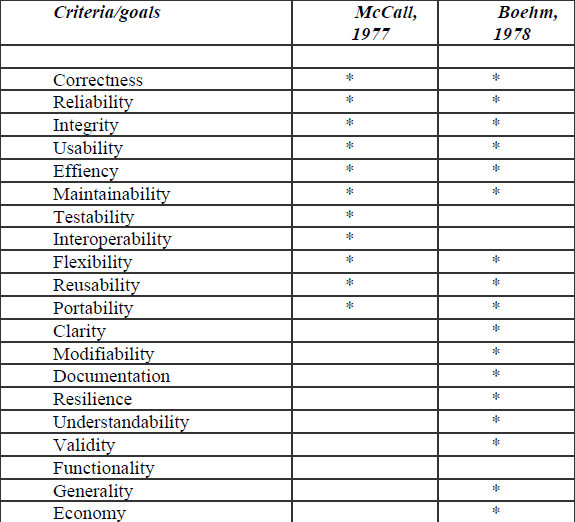 Criteria/goals McCall, 1977 Boehm, 1978
Correctness * *
Reliability * *
Integrity * *
Usability * *
Effiency * *
Maintainability * *
Testability *
Interoperability *
Flexibility * *
Reusability * *
Portability * *
Clarity *
Modifiability *
Documentation *
Resilience *
Understandability *
Validity *
Functionality
Generality *
Economy *